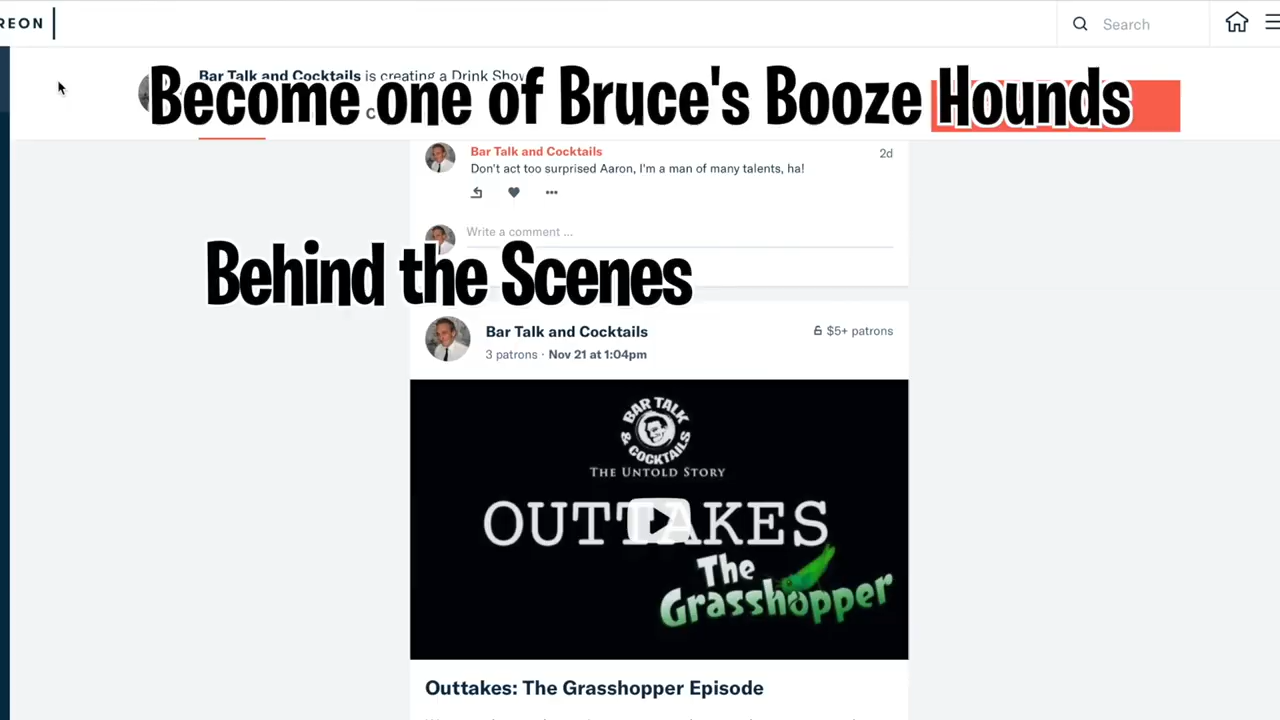 REON
Search
Bar Talk and Cocktails is creating a Drink Show
Become one of Bruce's Booze Hounds
Bar Talk and Cocktails
2d
Don't act too surprised Aaron, I'm a man of many talents, ha!
Write a comment ...
Behind the Scenes
Bar Talk and Cocktails
$5+ patrons
3 patrons · Nov 21 at 1:04pm
BAR TALK
& COCKTAILS
THE UNTOLD STORY
OUTTAKES
The
Grasshopper
Outtakes: The Grasshopper Episode